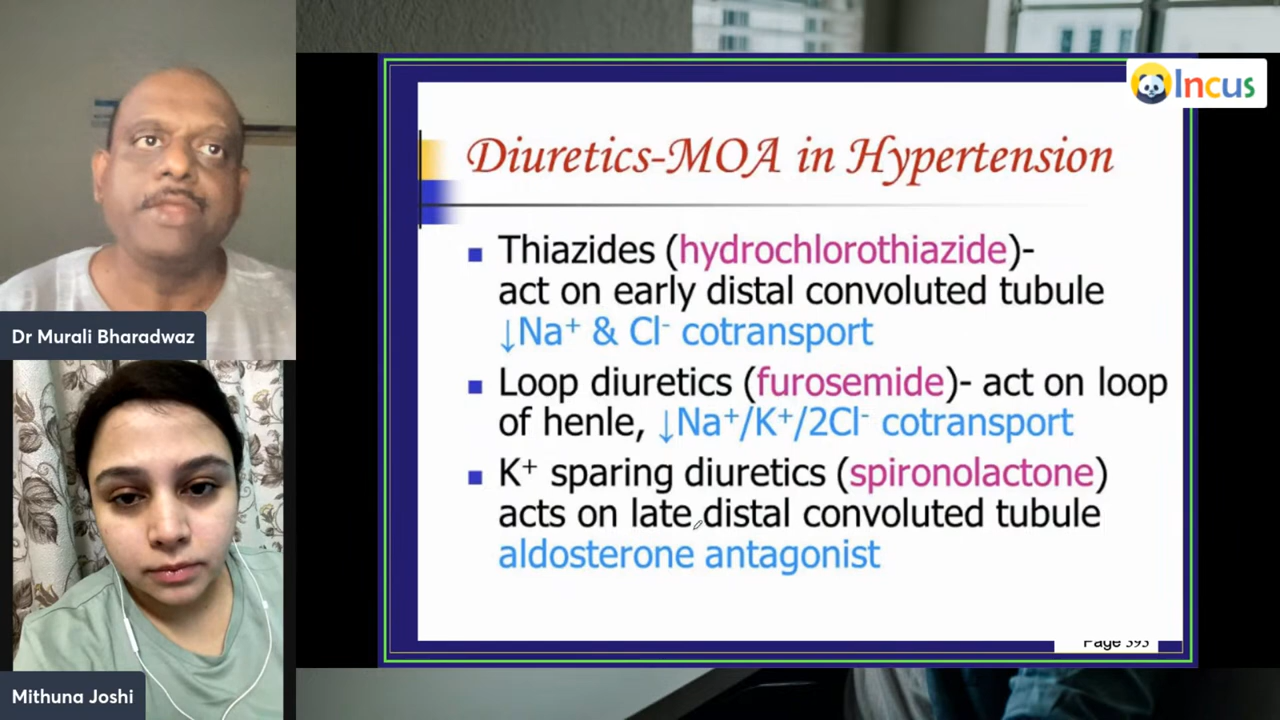 Incus
Diuretics-MOA in Hypertension
Thiazides (hydrochlorothiazide)-
act on early distal convoluted tubule
↓Na⁺ & Cl⁻ cotransport
Loop diuretics (furosemide)- act on loop
of henle, ↓Na⁺/K⁺/2Cl⁻ cotransport
K⁺ sparing diuretics (spironolactone)
acts on late distal convoluted tubule
aldosterone antagonist
Page 393
Dr Murali Bharadwaz
Mithuna Joshi